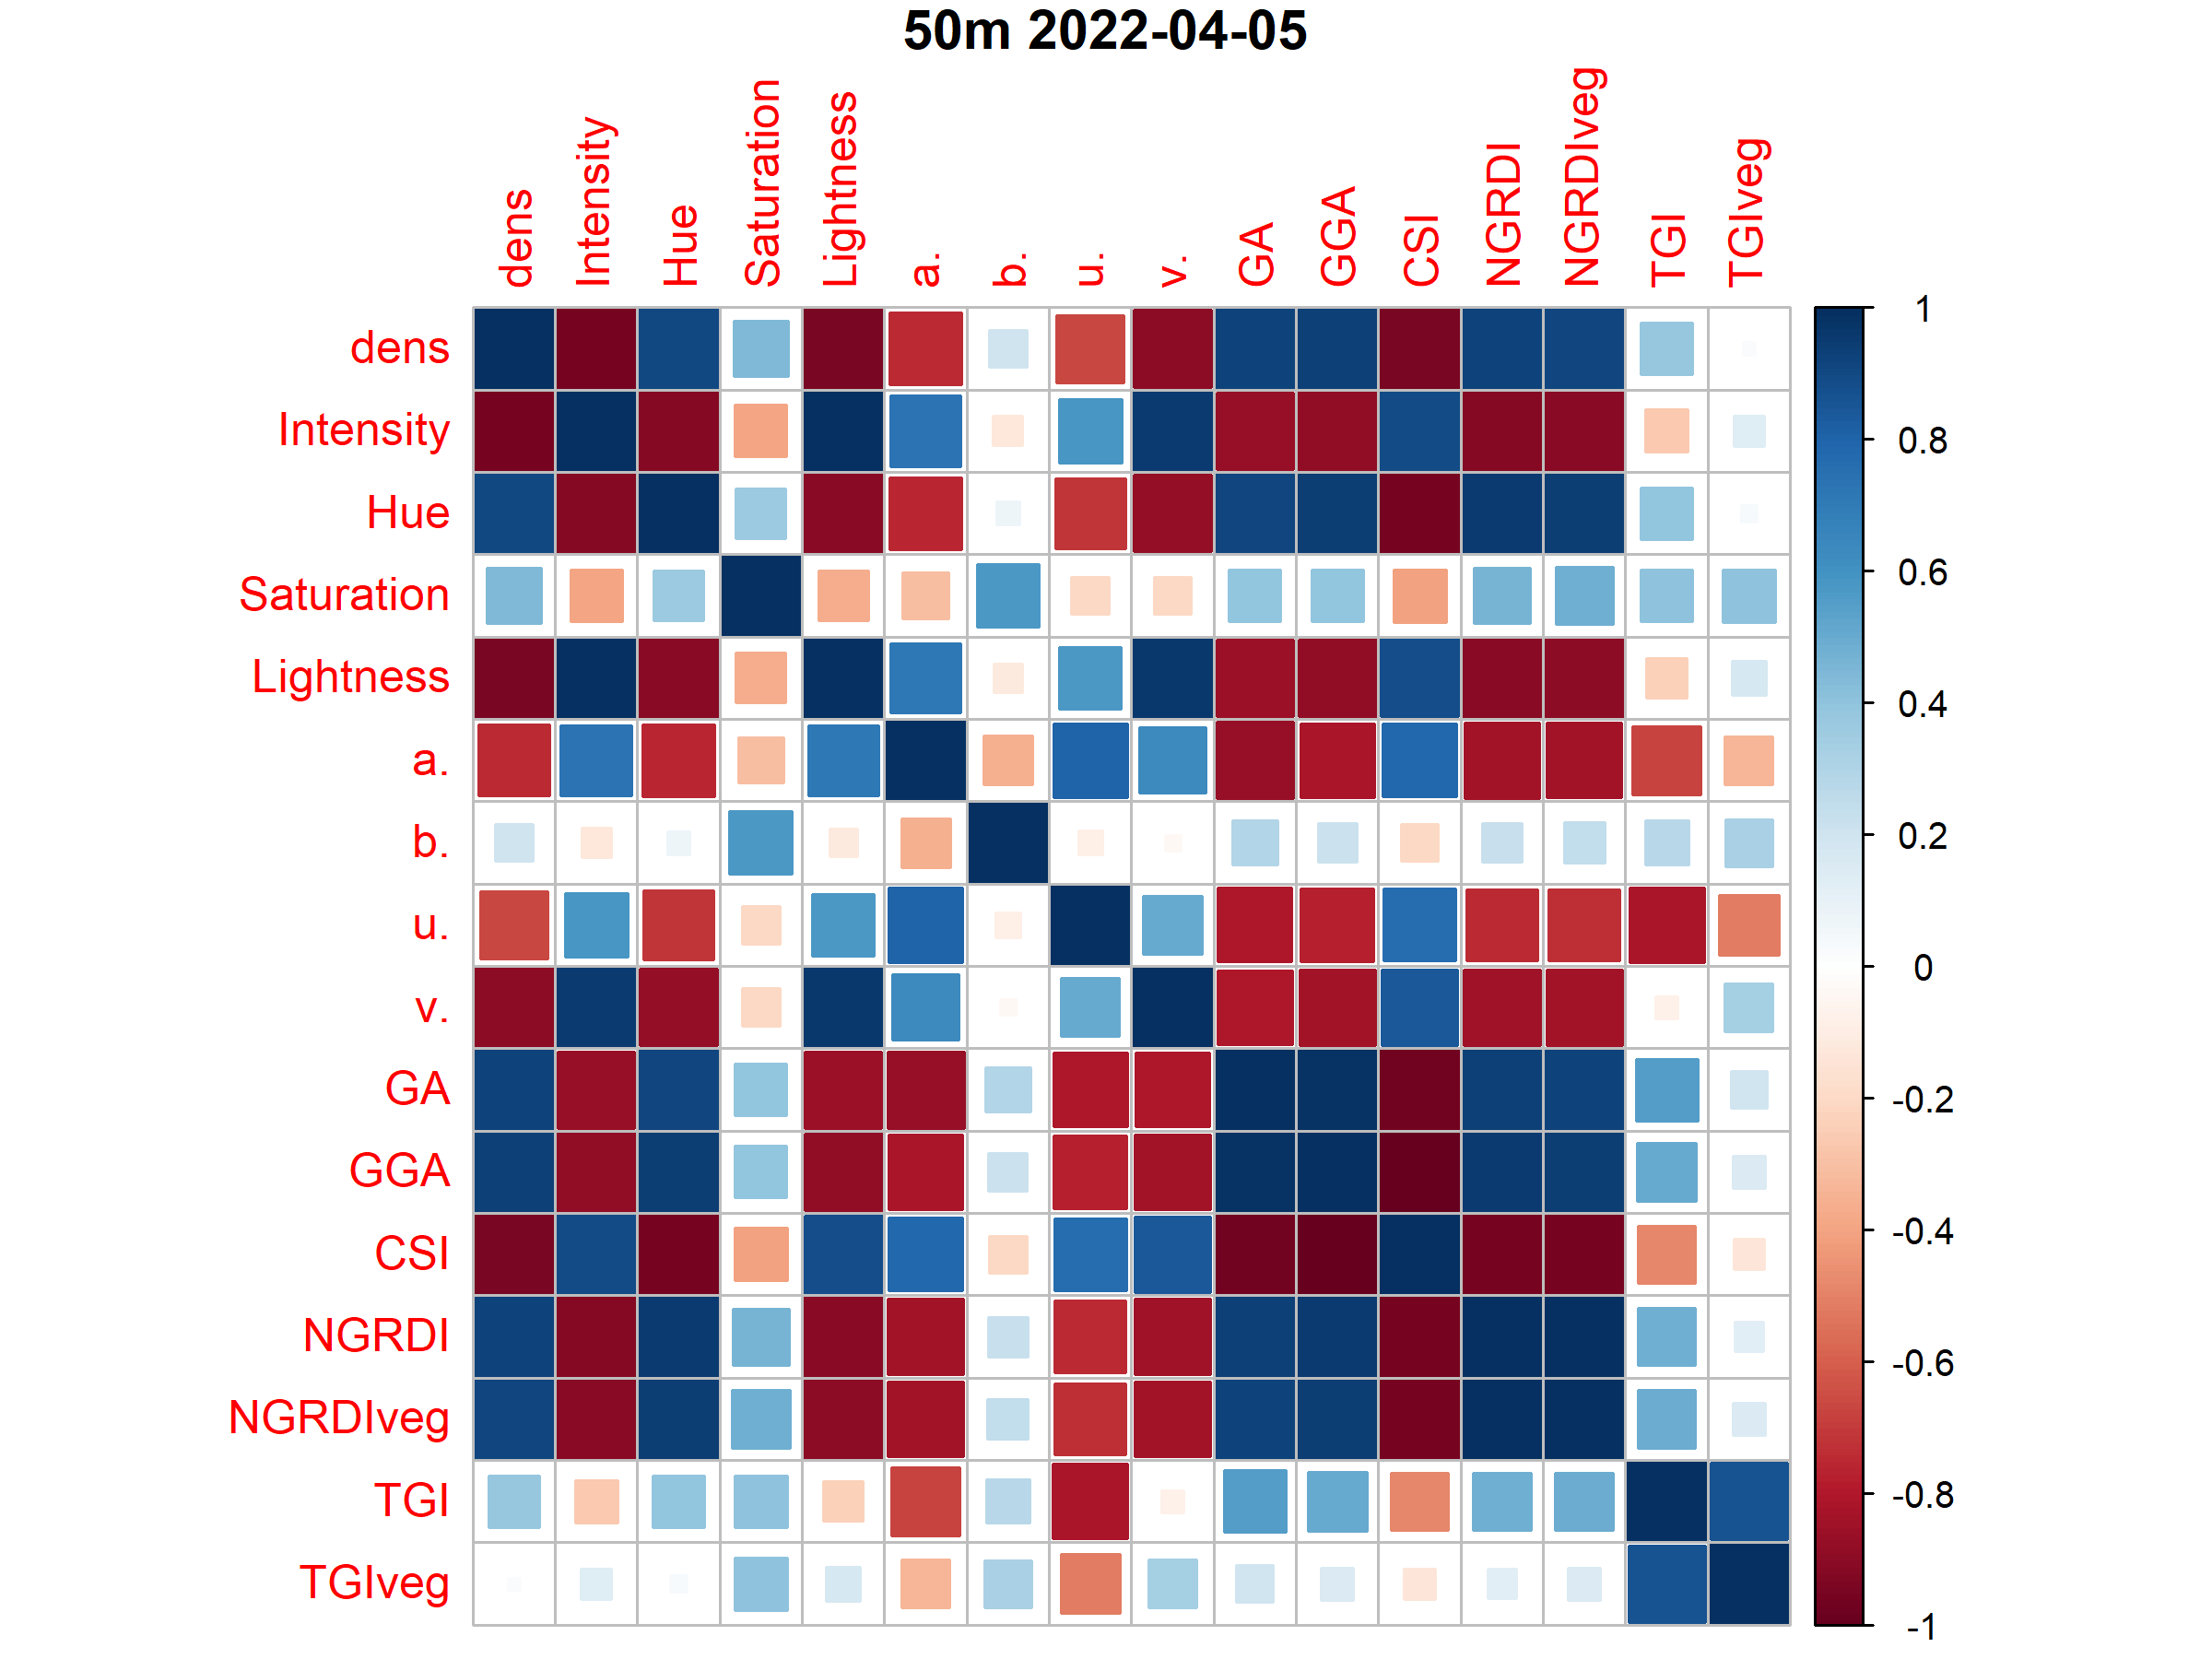 50m 2022-04-05
dens Intensity Hue Saturation Lightness a. b. u. v. GA GGA CSI NGRDI NGRDIveg TGI TGIveg
dens
Intensity
Hue
Saturation
Lightness
a.
b.
u.
v.
GA
GGA
CSI
NGRDI
NGRDIveg
TGI
TGIveg
1
0.8
0.6
0.4
0.2
0
-0.2
-0.4
-0.6
-0.8
-1